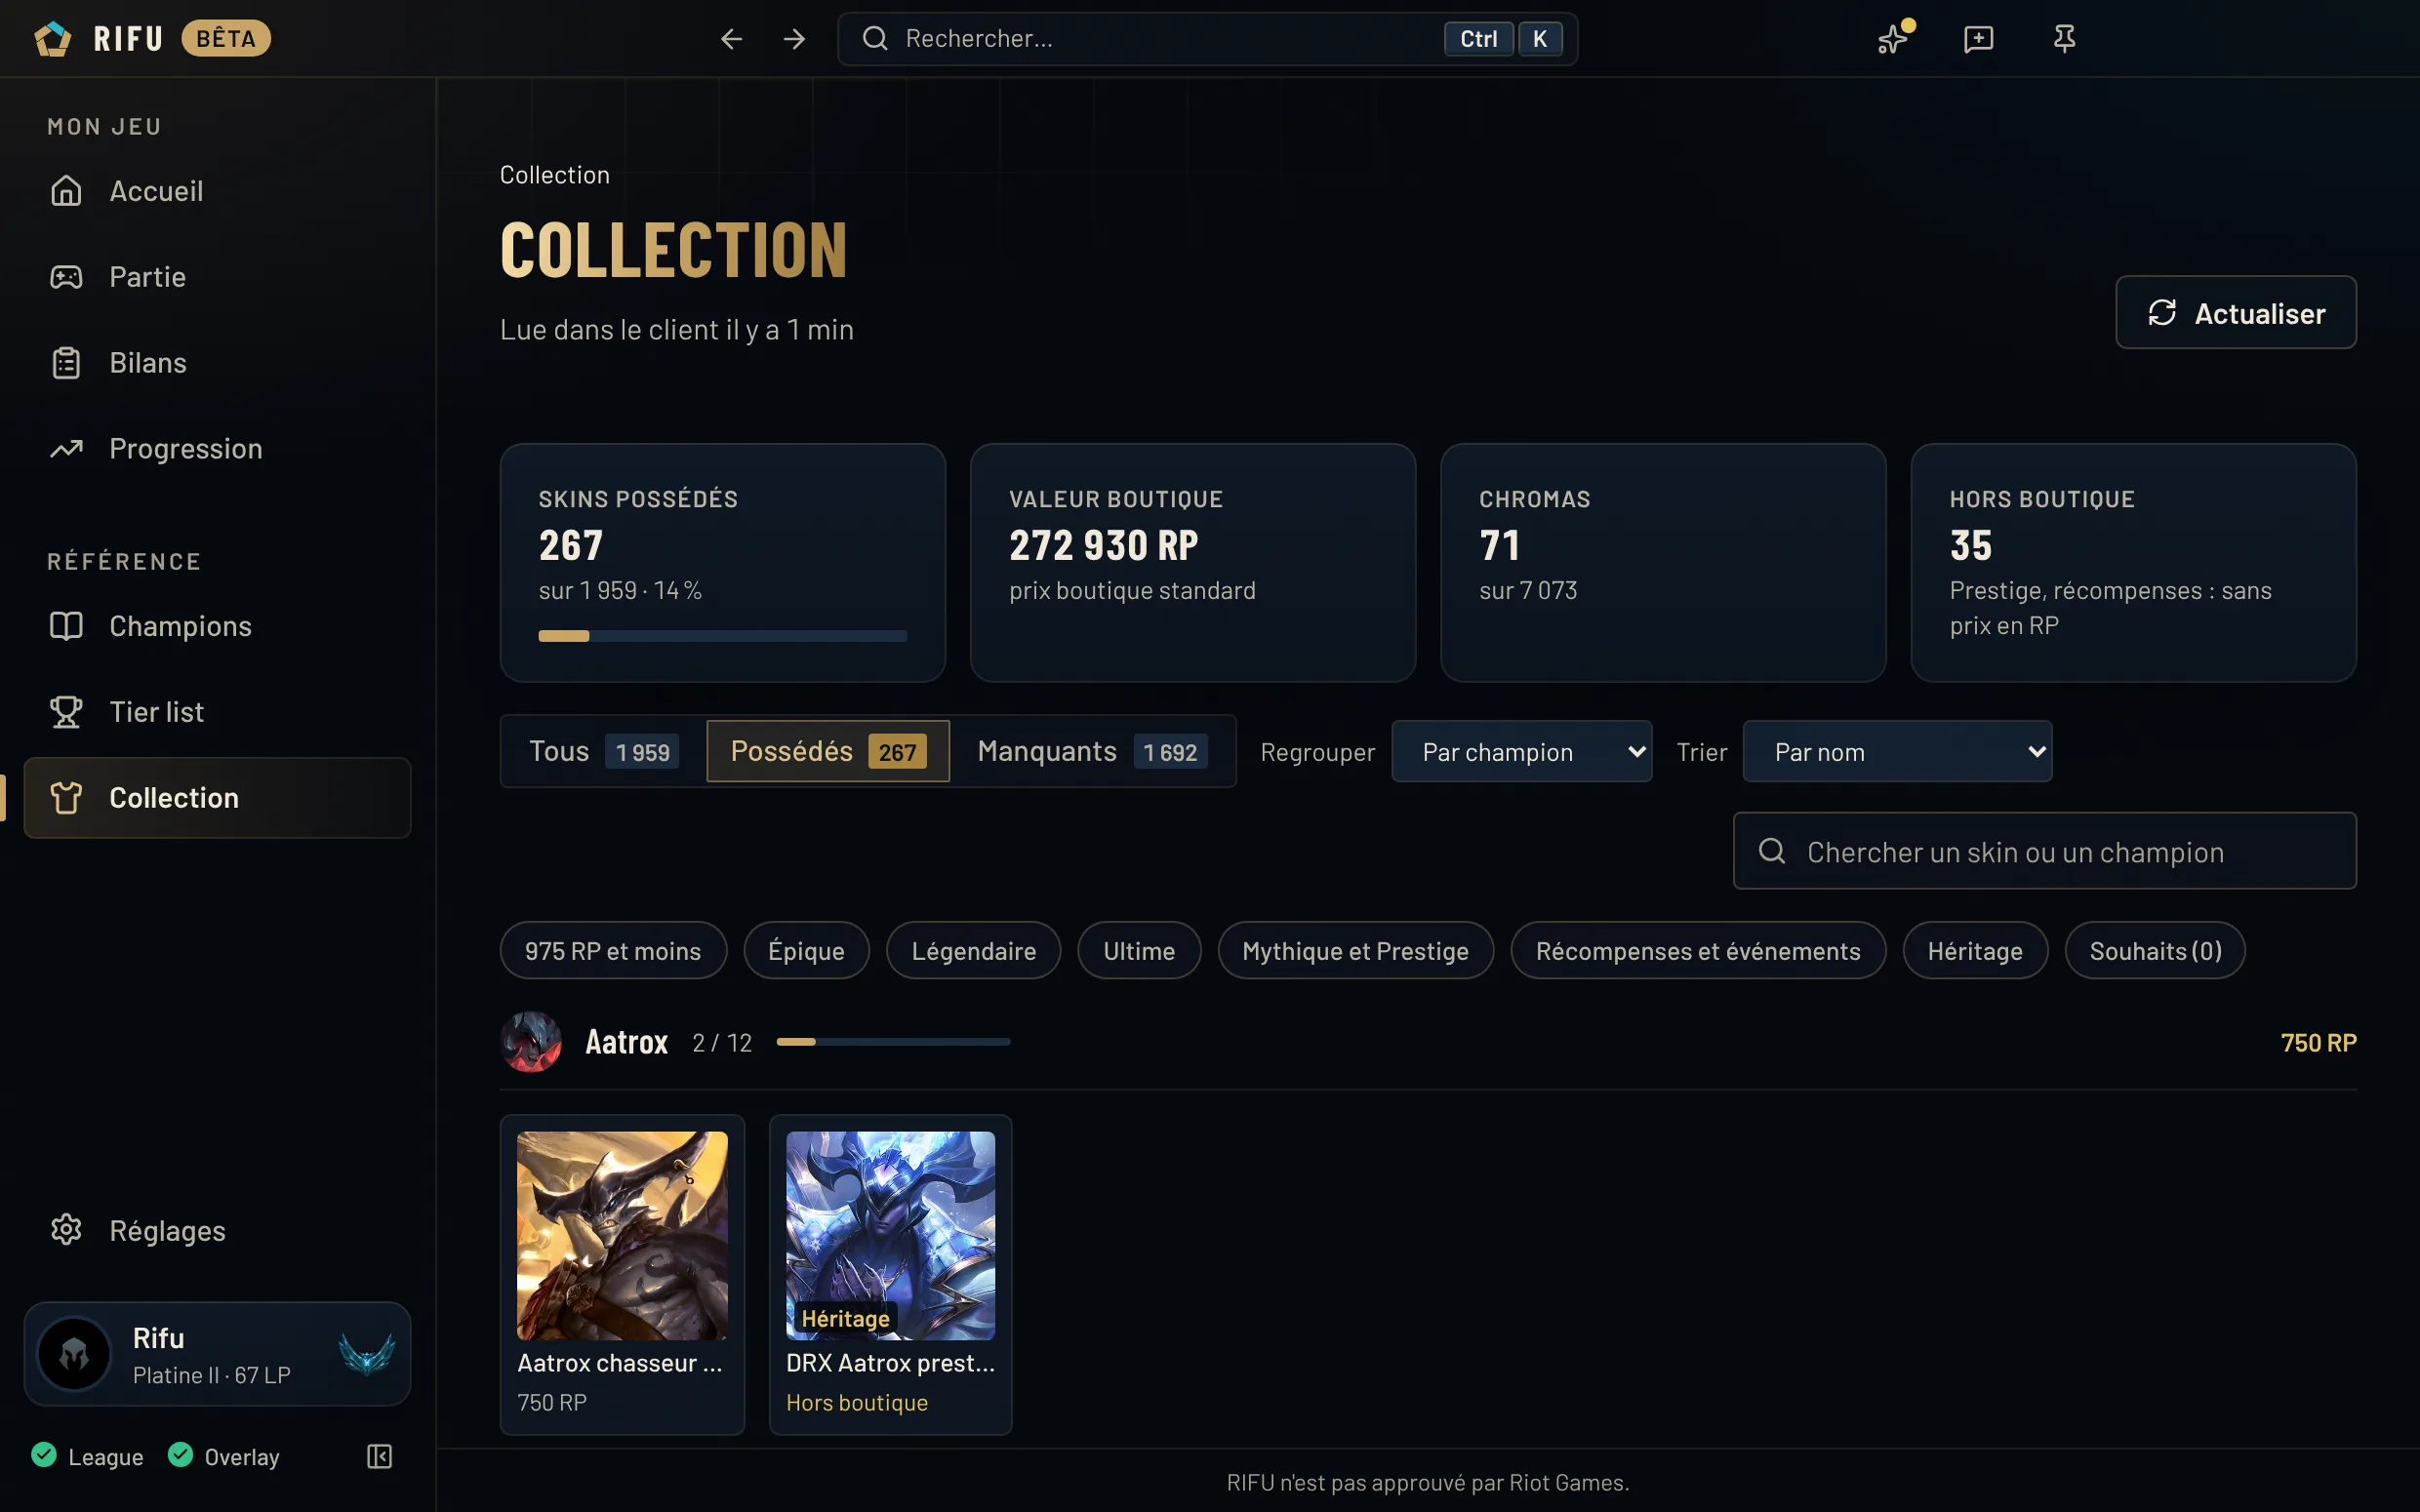 RIFU BÊTA
Rechercher... Ctrl K
MON JEU
Accueil
Partie
Bilans
Progression
RÉFÉRENCE
Champions
Tier list
Collection
Réglages
Rifu
Platine II · 67 LP
League Overlay
Collection
COLLECTION
Lue dans le client il y a 1 min
Actualiser
SKINS POSSÉDÉS
267
sur 1 959 · 14 %
VALEUR BOUTIQUE
272 930 RP
prix boutique standard
CHROMAS
71
sur 7 073
HORS BOUTIQUE
35
Prestige, récompenses : sans
prix en RP
Tous 1 959 Possédés 267 Manquants 1 692 Regrouper Par champion Trier Par nom
Chercher un skin ou un champion
975 RP et moins Épique Légendaire Ultime Mythique et Prestige Récompenses et événements Héritage Souhaits (0)
Aatrox 2 / 12 750 RP
Aatrox chasseur ...
750 RP
Héritage
DRX Aatrox prest...
Hors boutique
RIFU n'est pas approuvé par Riot Games.